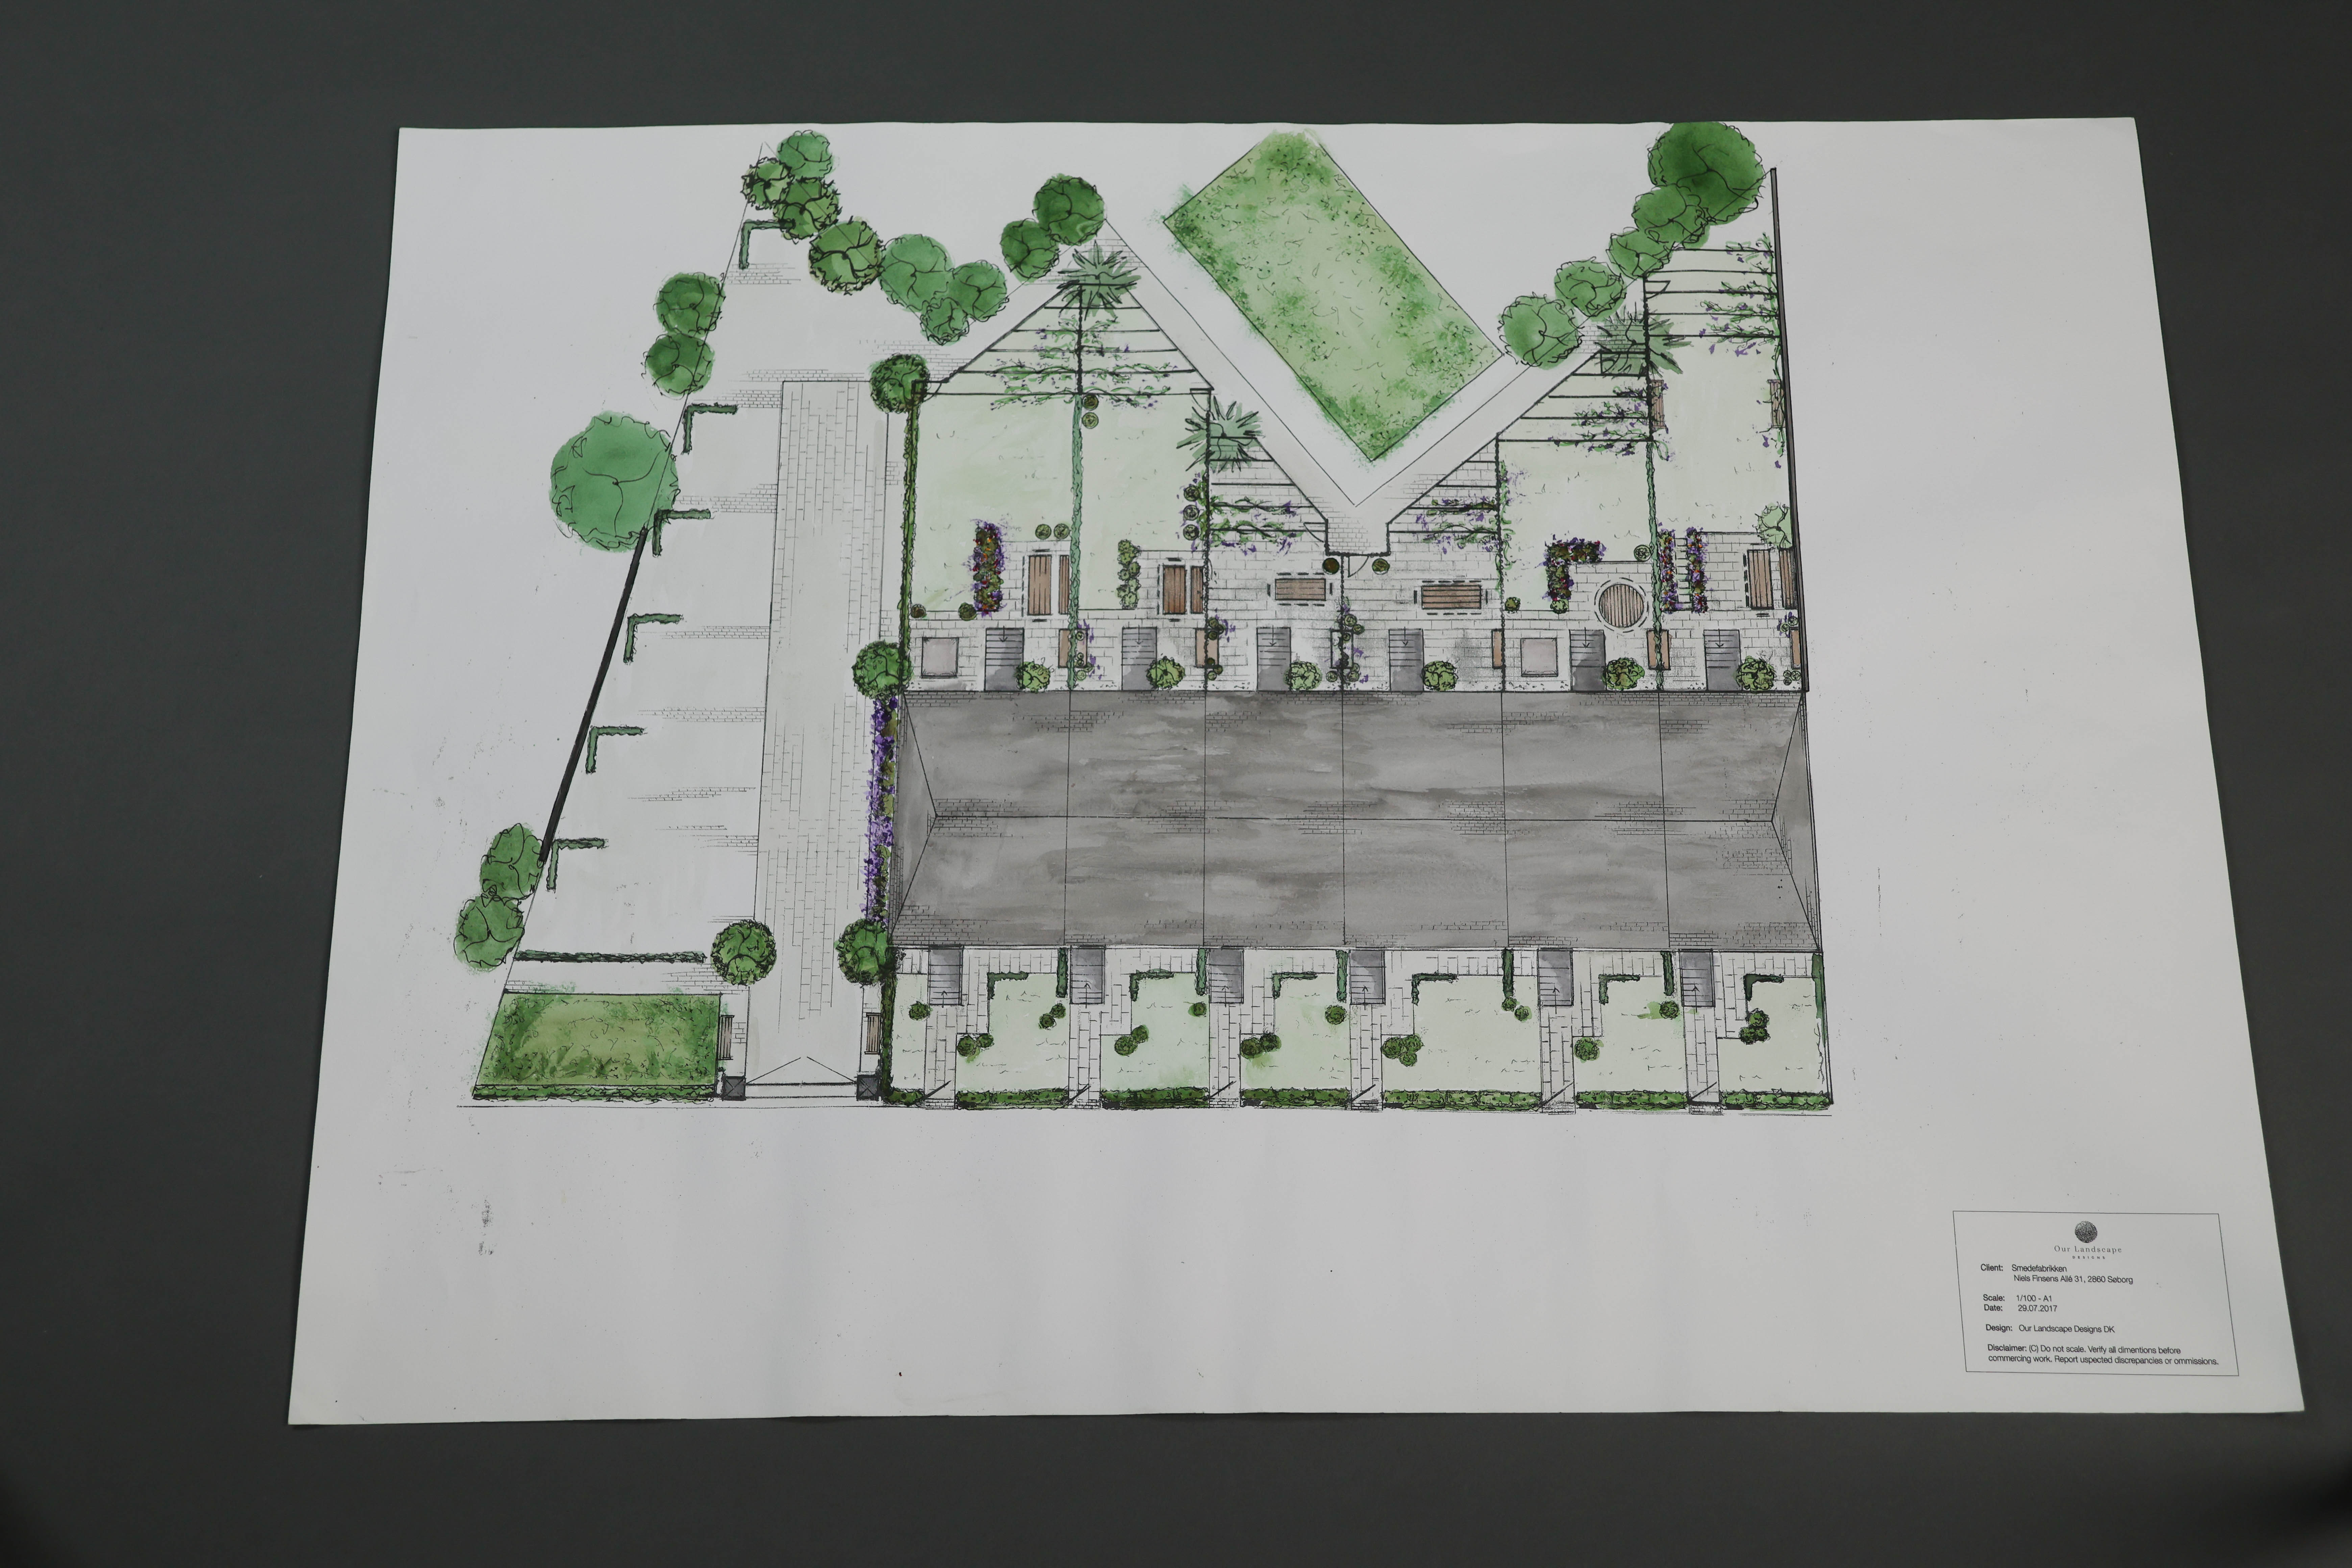 Our Landscape
DESIGNS
Client: Smedefabrikken
Niels Finsens Allé 31, 2860 Søborg
Scale: 1/100 - A1
Date: 29.07.2017
Design: Our Landscape Designs DK
Disclaimer: (C) Do not scale. Verify all dimentions before
commercing work. Report uspected discrepancies or ommissions.